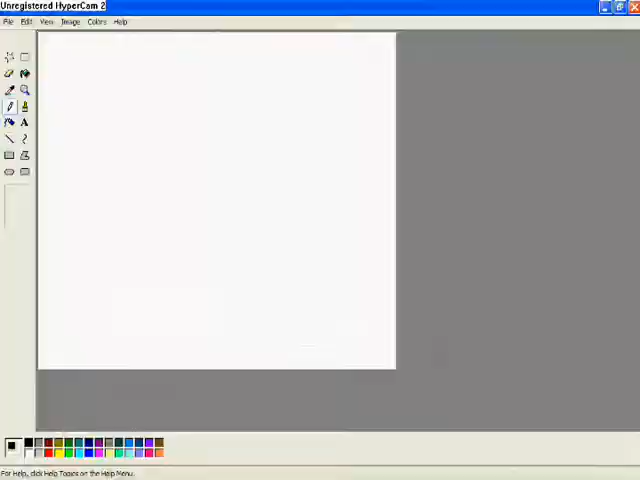 Unregistered HyperCam 2
File Edit View Image Colors Help
A
For Help, click Help Topics on the Help Menu.